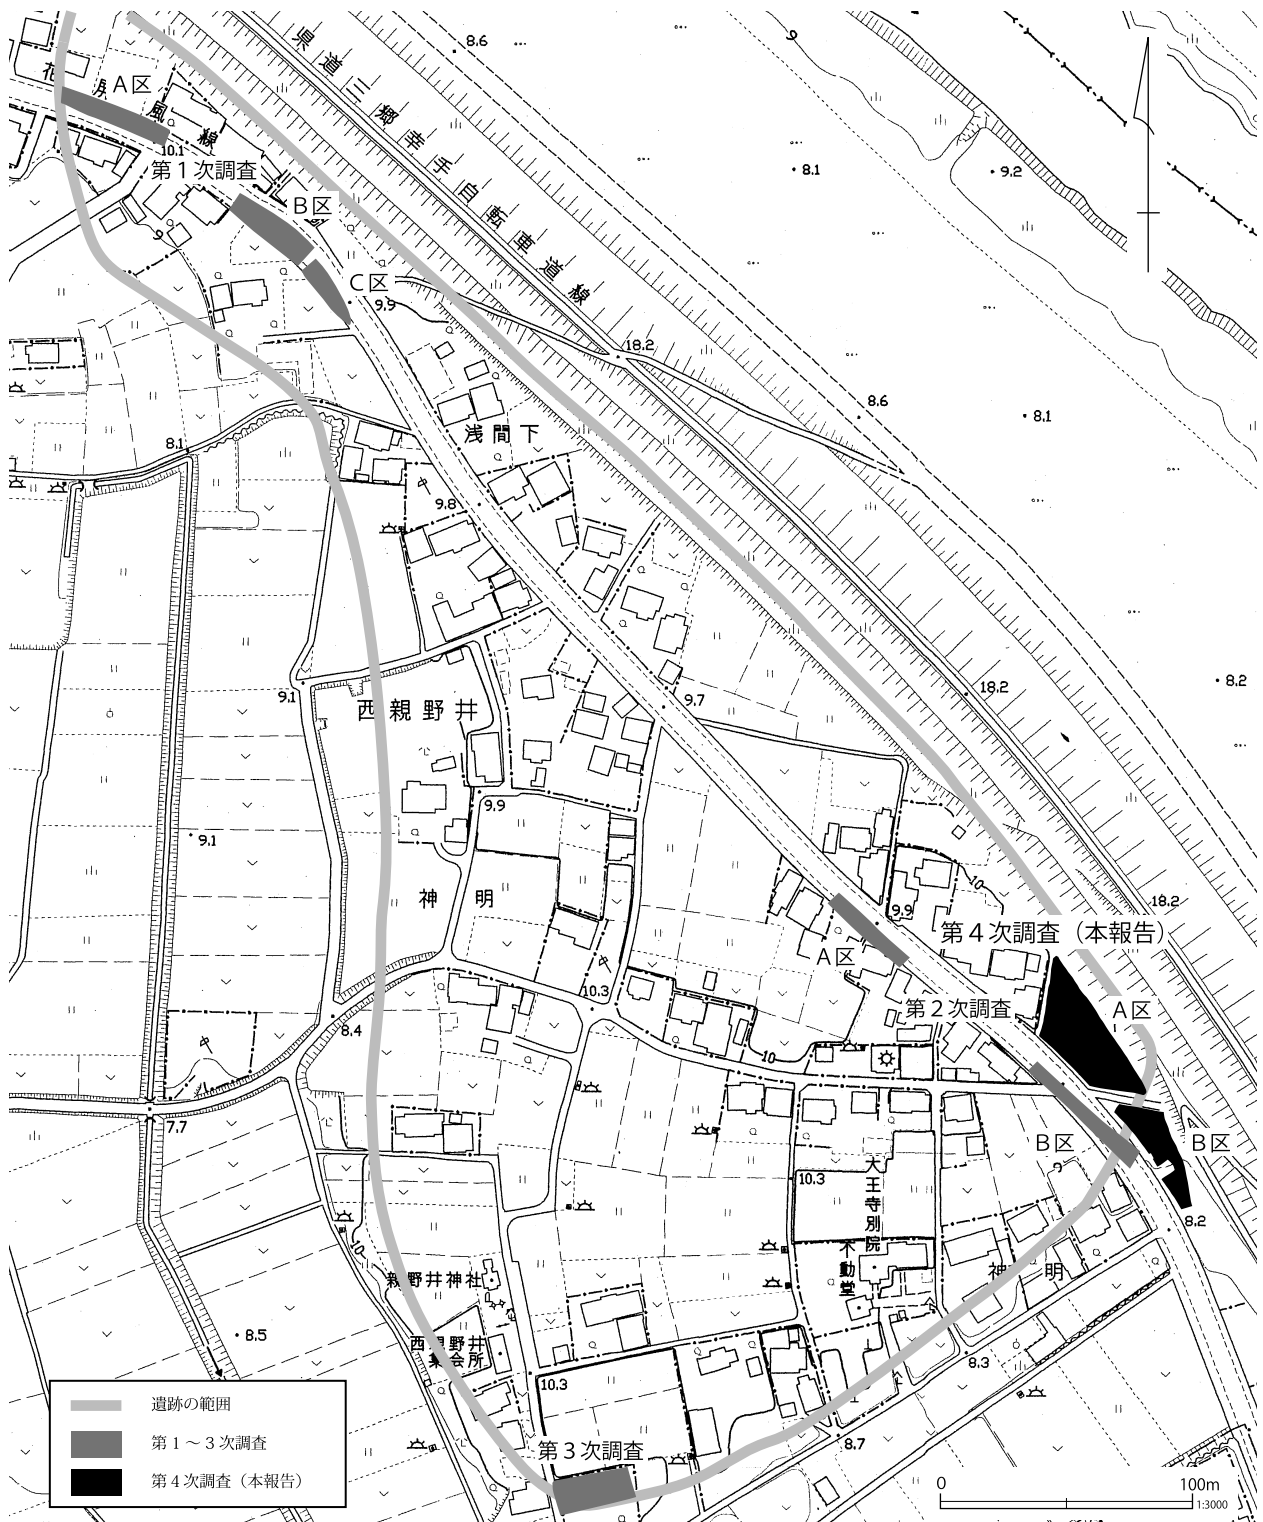 8.6
県道三郷幸手自転車道線
A区
風
線
10.1
第1次調査
8.1
9.2
B区
C区
9.9
18.2
8.6
8.1
浅間下
8.1
9.8
9.1
18.2
8.2
西親野井
9.7
9.9
9.1
10
18.2
神明
9.9
第4次調査（本報告）
A区
10.3
第2次調査
A区
8.4
10
7.7
B区
B区
大王寺別院
10.3
8.2
不動堂
神明
10
親野井神社
8.5
西親野井
集会所
8.3
10.3
8.7
第3次調査
遺跡の範囲
第1～3次調査
第4次調査（本報告）
0
100m
1:3000